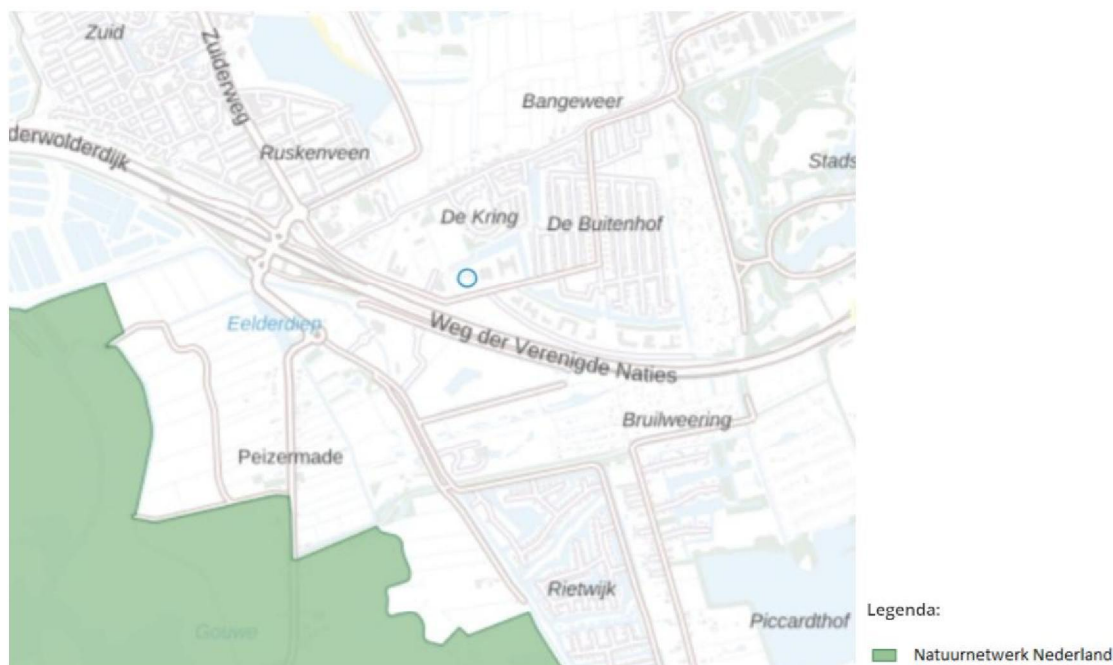 Zuid
Zuiderweg
derwolderdijk
Ruskenveen
Bangeweer
Stads
De Kring
De Buitenhof
Eelderdiep
Weg der Verenigde Naties
Bruilweering
Peizermade
Rietwijk
Gouwe
Piccardthof
Legenda:
Natuurnetwerk Nederland